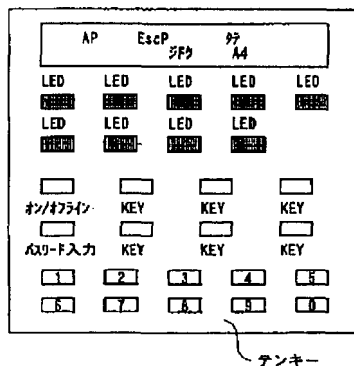 AP EscP タテ
ジドウ A4
LED LED LED LED LED
LED LED LED LED
オン/オフライン KEY KEY KEY
パスワード入力 KEY KEY KEY
1 2 3 4 5
6 7 8 9 0
テンキー